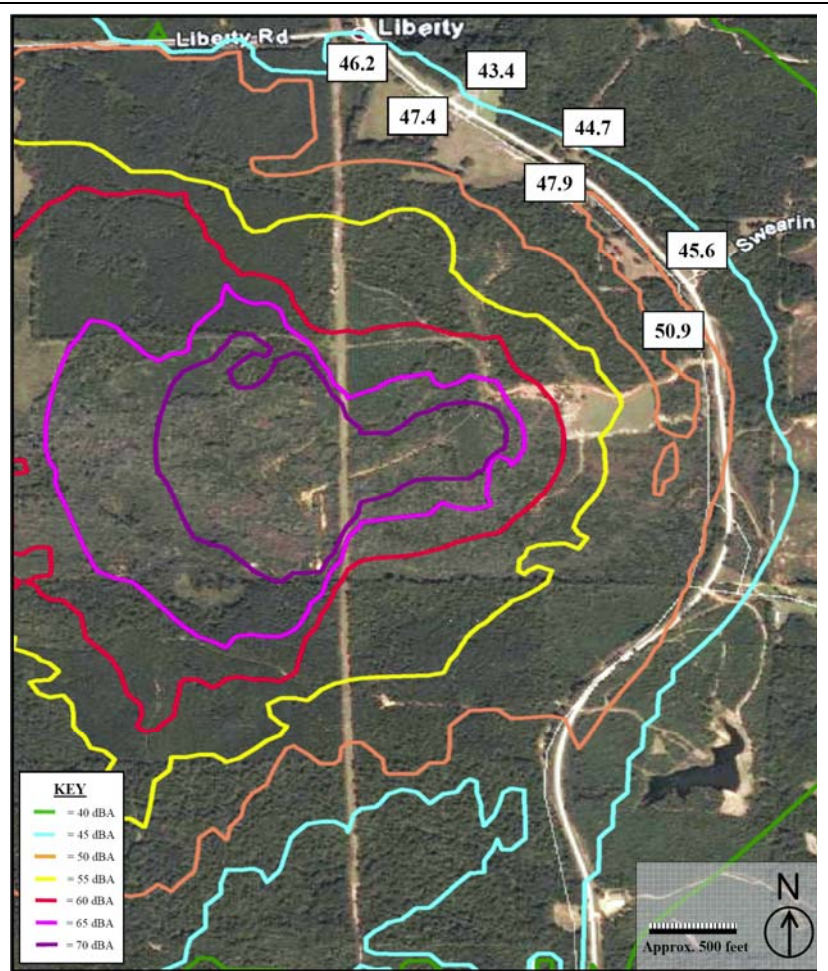 Liberty Rd
Liberty
46.2
43.4
47.4
44.7
47.9
45.6
Swearin
50.9
KEY
= 40 dBA
= 45 dBA
= 50 dBA
= 55 dBA
= 60 dBA
= 65 dBA
= 70 dBA
N
Approx. 500 feet